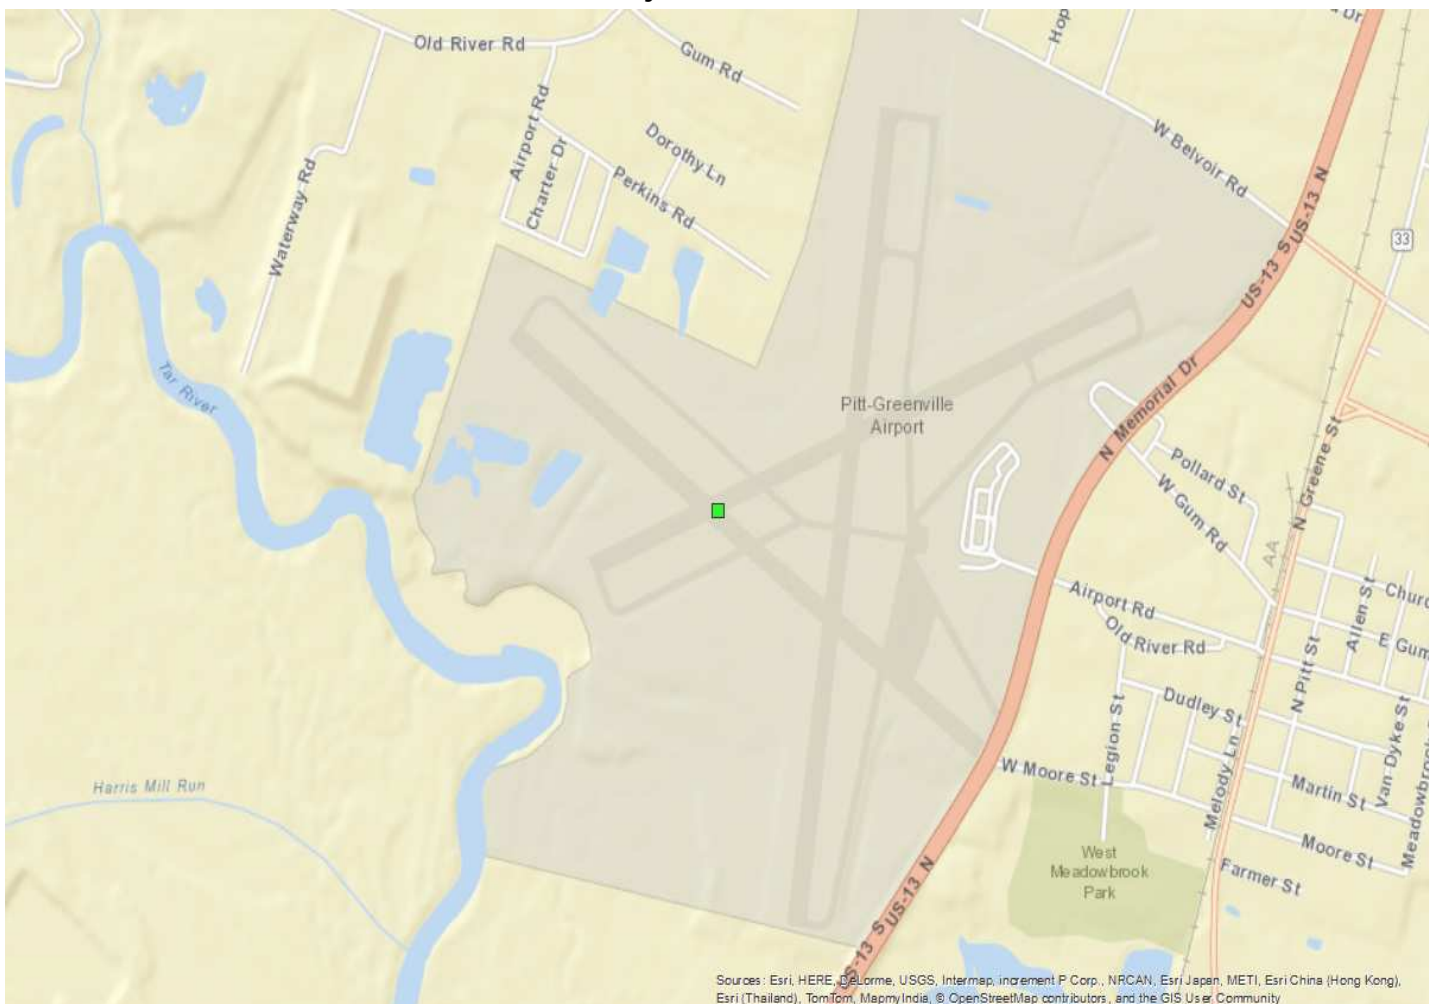 Old River Rd
Gum Rd
Hop
Dr
Airport Rd
Charter Dr
Dorothy Ln
Perkins Rd
W Belvoir Rd
Waterway Rd
US-13 S
US-13 N
33
Tar River
Pitt-Greenville
Airport
N Memorial Dr
Pollard St
W Gum Rd
N Greene St
AA
Airport Rd
Old River Rd
Allen St
Churc
E Gum
N Pitt St
Dudley St
Legion St
Melody Ln
Van Dyke St
Meadowbroo
W Moore St
Martin St
Moore St
Farmer St
Harris Mill Run
West
Meadowbrook
Park
US-13 N
US-13 S
Sources: Esri, HERE, DeLorme, USGS, Intermap, increment P Corp., NRCAN, Esri Japan, METI, Esri China (Hong Kong),
Esri (Thailand), TomTom, MapmyIndia, © OpenStreetMap contributors, and the GIS User Community